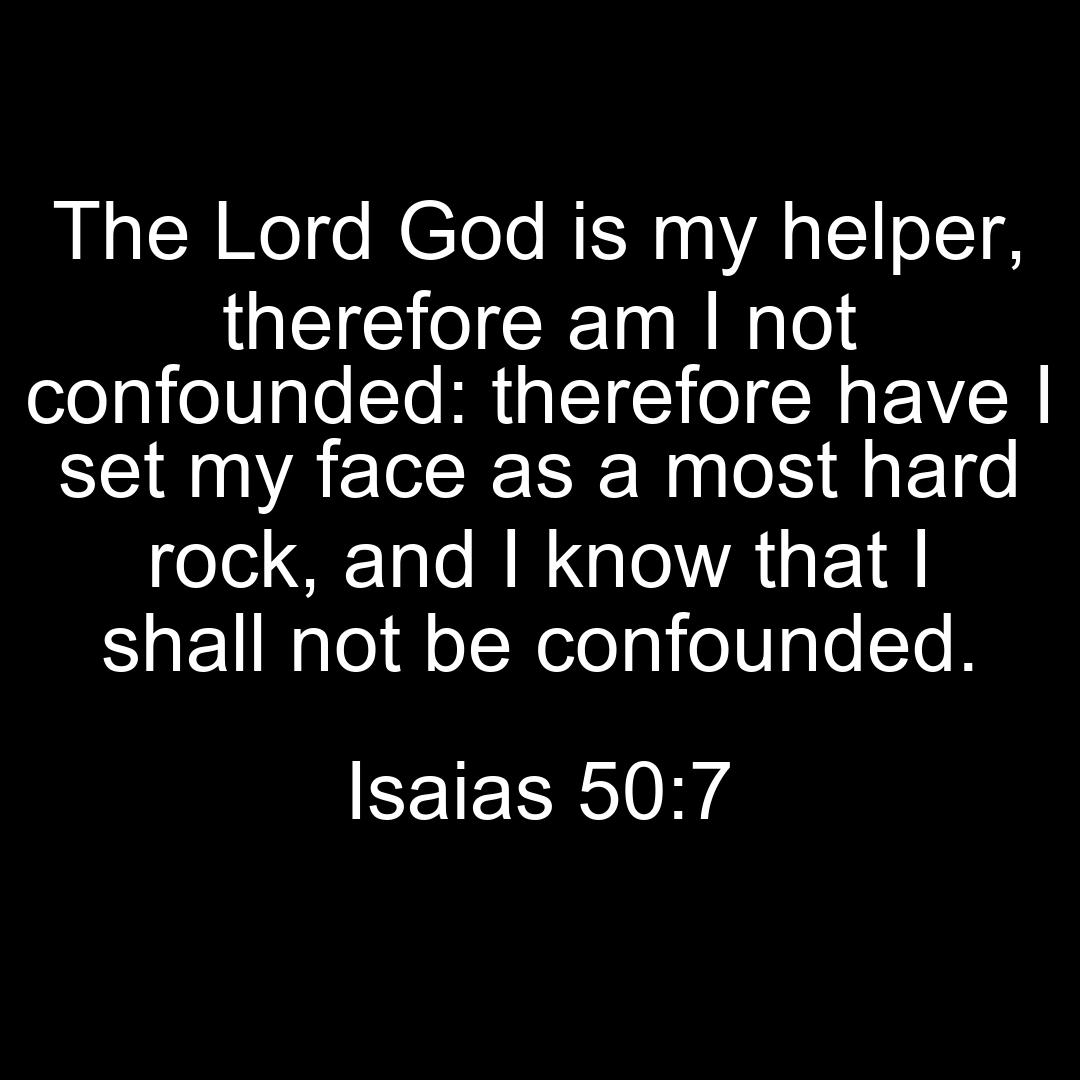 The Lord God is my helper,
therefore am I not
confounded: therefore have I
set my face as a most hard
rock, and I know that I
shall not be confounded.
Isaias 50:7